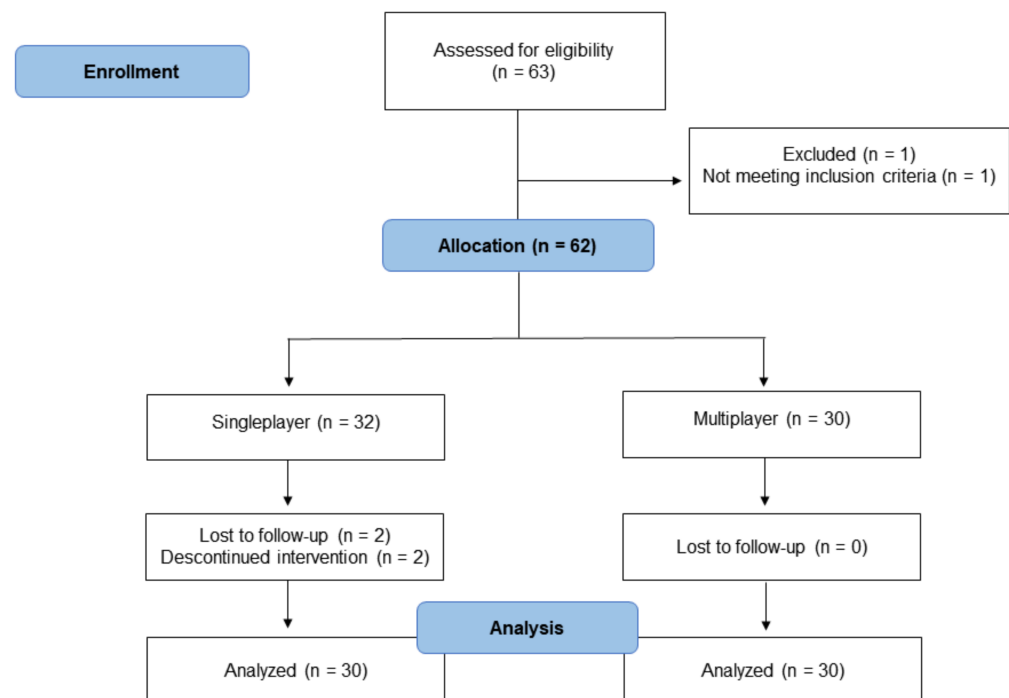 Enrollment
Assessed for eligibility
(n = 63)
Excluded (n = 1)
Not meeting inclusion criteria (n = 1)
Allocation (n = 62)
Singleplayer (n = 32)
Multiplayer (n = 30)
Lost to follow-up (n = 2)
Descontinued intervention (n = 2)
Lost to follow-up (n = 0)
Analysis
Analyzed (n = 30)
Analyzed (n = 30)